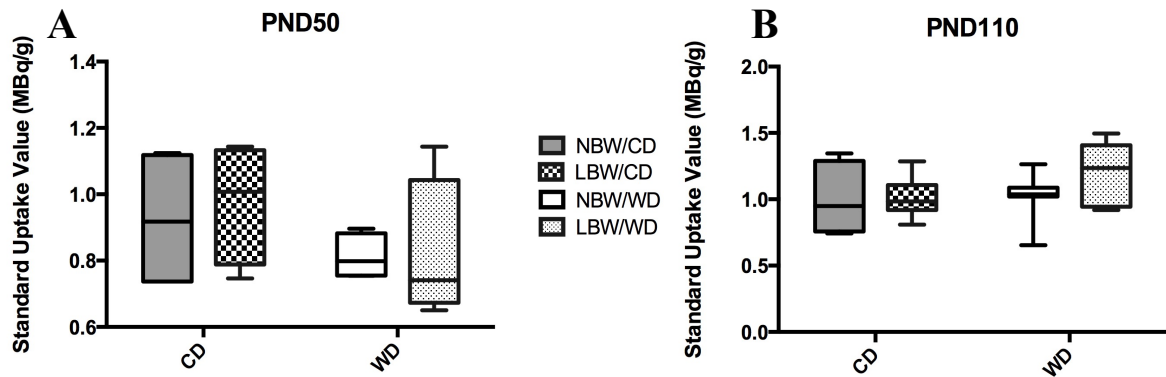 A
PND50
Standard Uptake Value (MBq/g)
1.4
1.2
1.0
0.8
0.6
CD
WD
NBW/CD
LBW/CD
NBW/WD
LBW/WD
B
PND110
Standard Uptake Value (MBq/g)
2.0
1.5
1.0
0.5
0.0
CD
WD